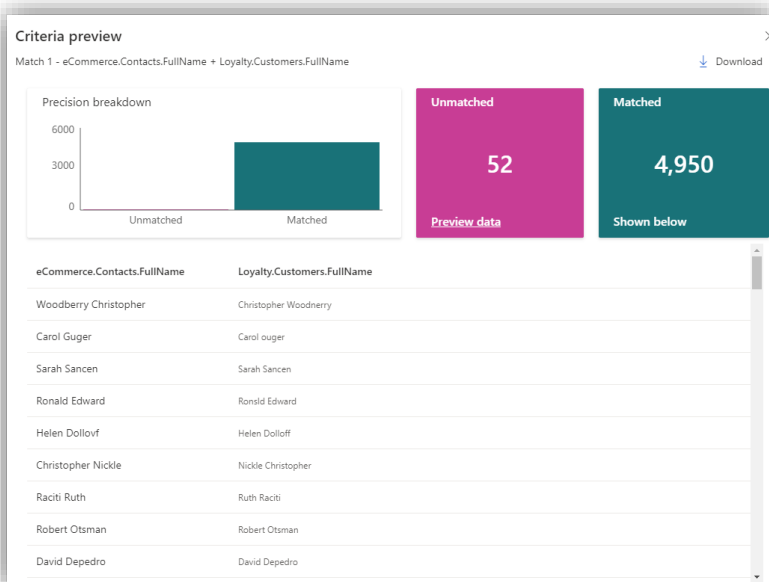 Criteria preview
Match 1 - eCommerce.Contacts.FullName + Loyalty.Customers.FullName
Download
Precision breakdown
6000
3000
0
Unmatched Matched
Unmatched
52
Preview data
Matched
4,950
Shown below
eCommerce.Contacts.FullName Loyalty.Customers.FullName
Woodberry Christopher Christopher Woodnerry
Carol Guger Carol ouger
Sarah Sancen Sarah Sancen
Ronald Edward Ronsld Edward
Helen Dollovf Helen Dolloff
Christopher Nickle Nickle Christopher
Raciti Ruth Ruth Raciti
Robert Otsman Robert Otsman
David Depedro David Depedro